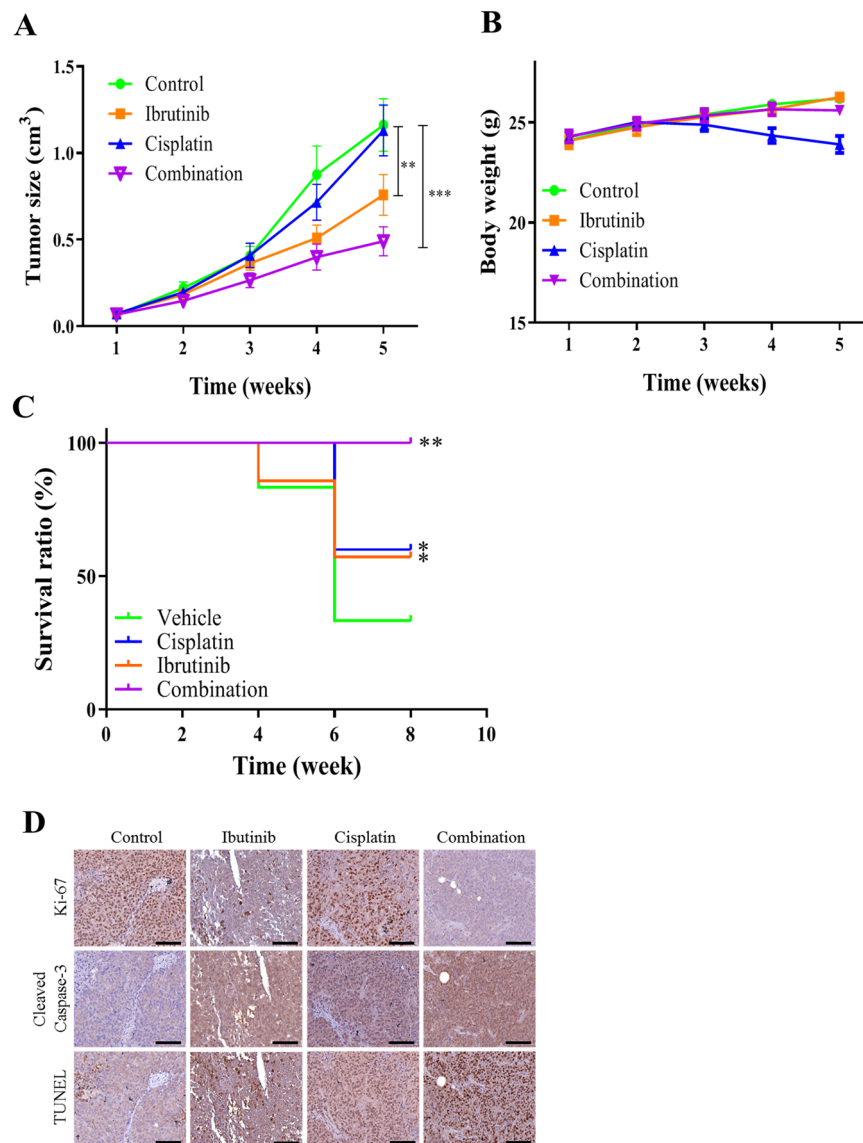 A
Tumor size (cm³)
1.5
1.0
0.5
0.0
Control
Ibrutinib
Cisplatin
Combination
**
***
1 2 3 4 5
Time (weeks)
B
Body weight (g)
25
20
15
Control
Ibrutinib
Cisplatin
Combination
1 2 3 4 5
Time (weeks)
C
Survival ratio (%)
100
50
0
**
*
*
Vehicle
Cisplatin
Ibrutinib
Combination
0 2 4 6 8 10
Time (week)
D
Control Ibutinib Cisplatin Combination
Ki-67
Cleaved
Caspase-3
TUNEL